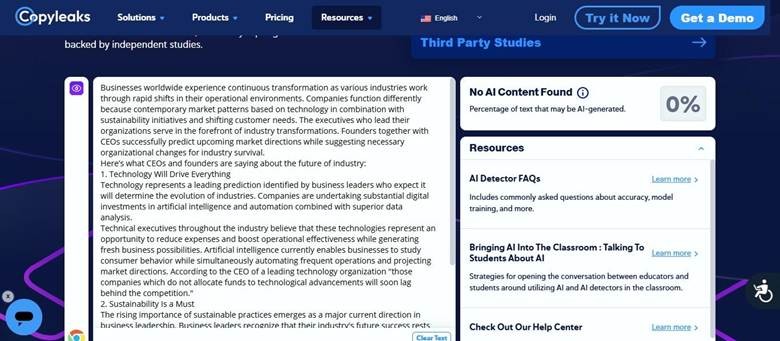 Copyleaks
Solutions
Products
Pricing
Resources
English
Login
Try it Now
Get a Demo
backed by independent studies.
Third Party Studies
Businesses worldwide experience continuous transformation as various industries work
through rapid shifts in their operational environments. Companies function differently
because contemporary market patterns based on technology in combination with
sustainability initiatives and shifting customer needs. The executives who lead their
organizations serve in the forefront of industry transformations. Founders together with
CEOs successfully predict upcoming market directions while suggesting necessary
organizational changes for industry survival.
Here's what CEOs and founders are saying about the future of industry:
1. Technology Will Drive Everything
Technology represents a leading prediction identified by business leaders who expect it
will determine the evolution of industries. Companies are undertaking substantial digital
investments in artificial intelligence and automation combined with superior data
analysis.
Technical executives throughout the industry believe that these technologies represent an
opportunity to reduce expenses and boost operational effectiveness while generating
fresh business possibilities. Artificial intelligence currently enables businesses to study
consumer behavior while simultaneously automating frequent operations and projecting
market directions. According to the CEO of a leading technology organization "those
companies which do not allocate funds to technological advancements will soon lag
behind the competition."
2. Sustainability Is a Must
The rising importance of sustainable practices emerges as a major current direction in
business leadership. Business leaders recognize that their industry's future success rests
Clear Text
No AI Content Found
Percentage of text that may be AI-generated.
0%
Resources
AI Detector FAQs
Learn more
Includes commonly asked questions about accuracy, model
training, and more.
Bringing AI Into The Classroom : Talking To
Students About AI
Learn more
Strategies for opening the conversation between educators and
students around utilizing AI and AI detectors in the classroom.
Check Out Our Help Center
Learn more